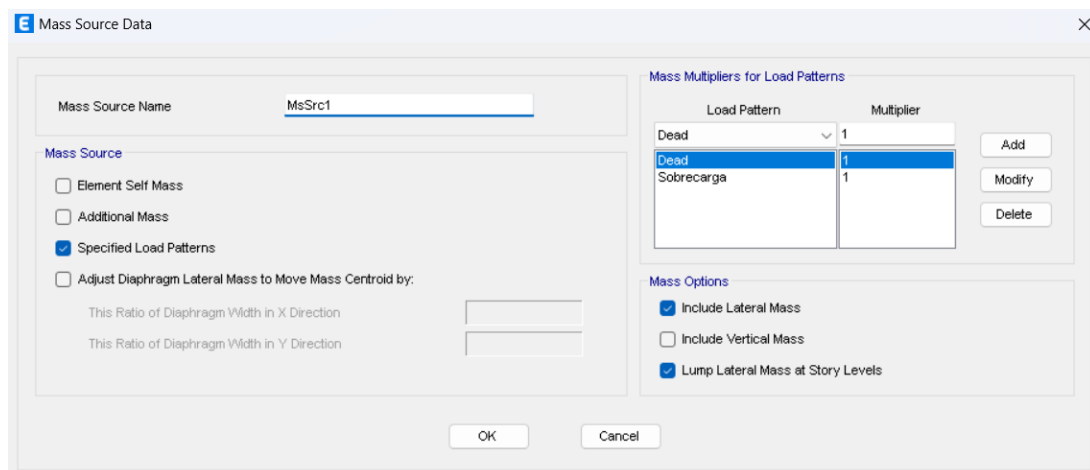 E Mass Source Data
Mass Source Name MsSrc1
Mass Source
Element Self Mass
Additional Mass
Specified Load Patterns
Adjust Diaphragm Lateral Mass to Move Mass Centroid by:
This Ratio of Diaphragm Width in X Direction
This Ratio of Diaphragm Width in Y Direction
Mass Multipliers for Load Patterns
Load Pattern Multiplier
Dead 1
Add
Dead 1
Sobrecarga 1
Modify
Delete
Mass Options
Include Lateral Mass
Include Vertical Mass
Lump Lateral Mass at Story Levels
OK Cancel